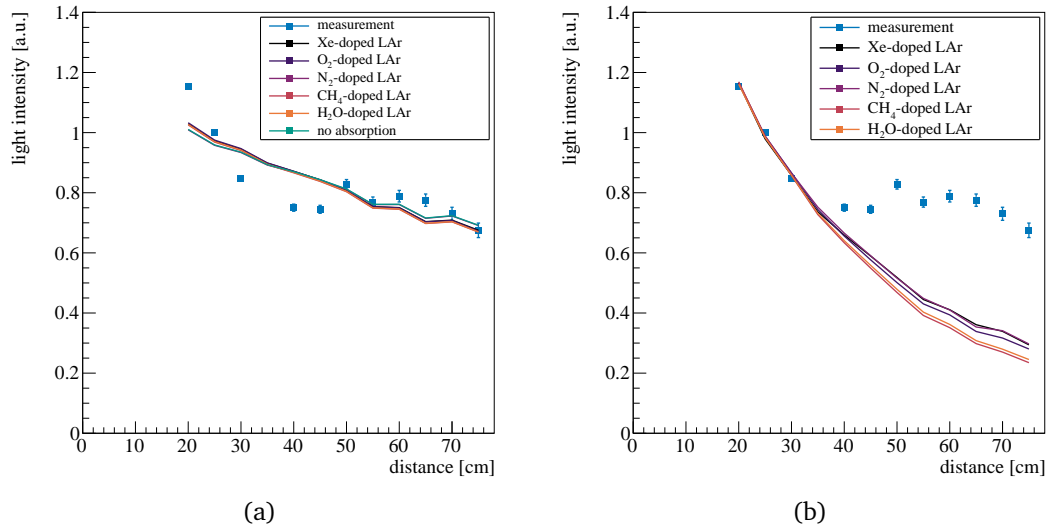 light intensity [a.u.]
1.4
1.2
1
0.8
0.6
0.4
0.2
0
measurement
Xe-doped LAr
O₂-doped LAr
N₂-doped LAr
CH₄-doped LAr
H₂O-doped LAr
no absorption
0 10 20 30 40 50 60 70
distance [cm]
(a)
light intensity [a.u.]
1.4
1.2
1
0.8
0.6
0.4
0.2
0
measurement
Xe-doped LAr
O₂-doped LAr
N₂-doped LAr
CH₄-doped LAr
H₂O-doped LAr
0 10 20 30 40 50 60 70
distance [cm]
(b)